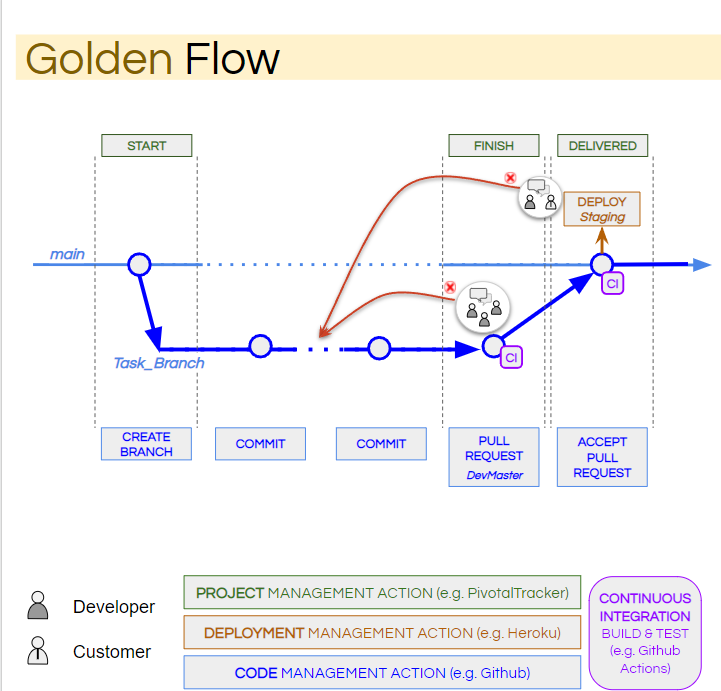 Golden Flow
START
FINISH
DELIVERED
DEPLOY
Staging
main
CI
Task_Branch
CI
CREATE
BRANCH
COMMIT
COMMIT
PULL
REQUEST
DevMaster
ACCEPT
PULL
REQUEST
Developer
Customer
PROJECT MANAGEMENT ACTION (e.g. PivotalTracker)
DEPLOYMENT MANAGEMENT ACTION (e.g. Heroku)
CODE MANAGEMENT ACTION (e.g. Github)
CONTINUOUS
INTEGRATION
BUILD & TEST
(e.g. Github
Actions)